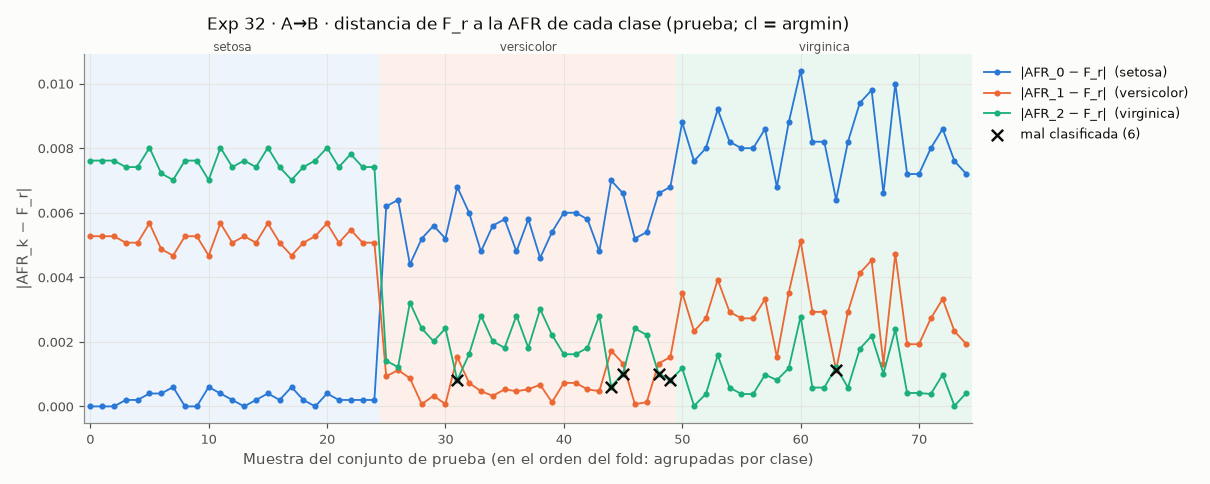 Exp 32 · A→B · distancia de F_r a la AFR de cada clase (prueba; cl = argmin)
setosa
versicolor
virginica
|AFR_0 − F_r| (setosa)
|AFR_1 − F_r| (versicolor)
|AFR_2 − F_r| (virginica)
mal clasificada (6)
|AFR_k − F_r|
0.010
0.008
0.006
0.004
0.002
0.000
0 10 20 30 40 50 60 70
Muestra del conjunto de prueba (en el orden del fold: agrupadas por clase)